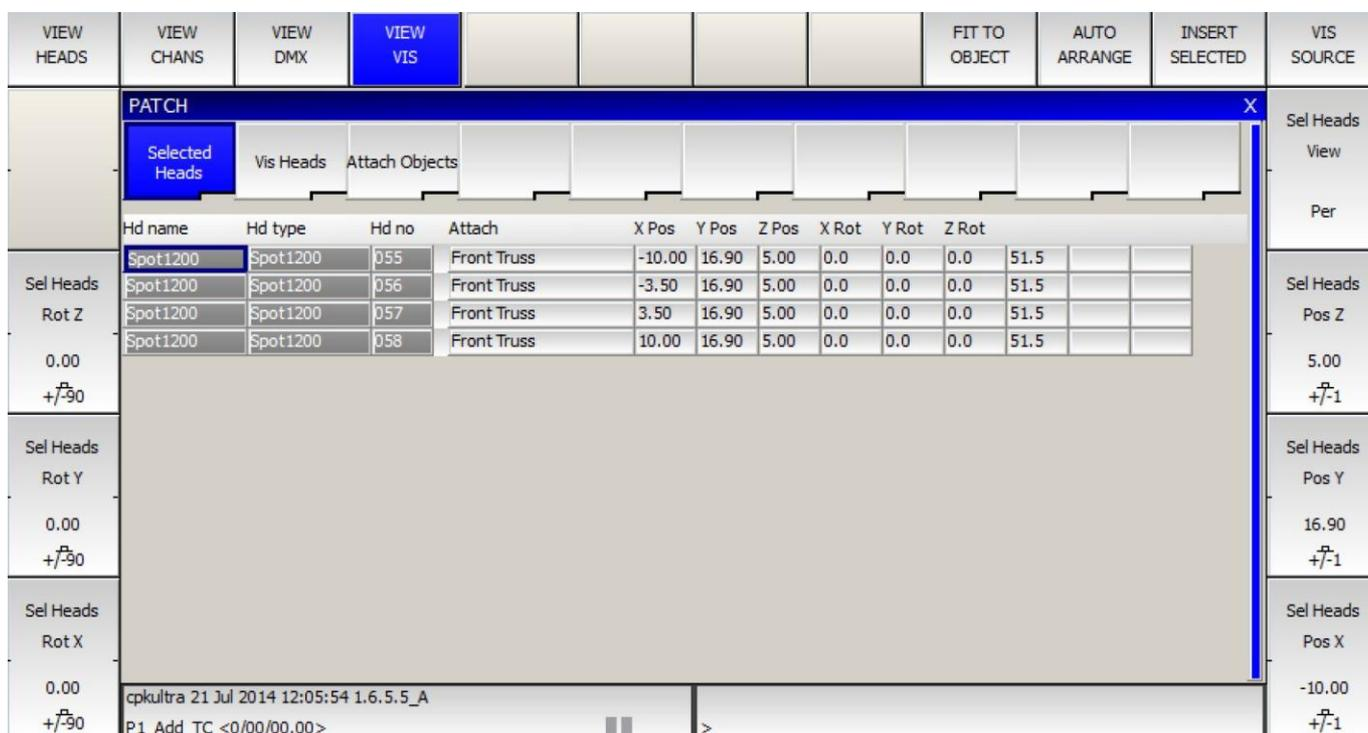 VIEW HEADS
VIEW CHANS
VIEW DMX
VIEW VIS
FIT TO OBJECT
AUTO ARRANGE
INSERT SELECTED
VIS SOURCE
PATCH X
Selected Heads
Vis Heads
Attach Objects
Hd name Hd type Hd no Attach X Pos Y Pos Z Pos X Rot Y Rot Z Rot
Spot1200 Spot1200 055 Front Truss -10.00 16.90 5.00 0.0 0.0 0.0 51.5
Spot1200 Spot1200 056 Front Truss -3.50 16.90 5.00 0.0 0.0 0.0 51.5
Spot1200 Spot1200 057 Front Truss 3.50 16.90 5.00 0.0 0.0 0.0 51.5
Spot1200 Spot1200 058 Front Truss 10.00 16.90 5.00 0.0 0.0 0.0 51.5
Sel Heads
Rot Z
0.00
+/-90
Sel Heads
Rot Y
0.00
+/-90
Sel Heads
Rot X
0.00
+/-90
Sel Heads
View
Per
Sel Heads
Pos Z
5.00
+/-1
Sel Heads
Pos Y
16.90
+/-1
Sel Heads
Pos X
-10.00
+/-1
cpkultra 21 Jul 2014 12:05:54 1.6.5.5_A
P1 Add TC <0/00/00.00>
>